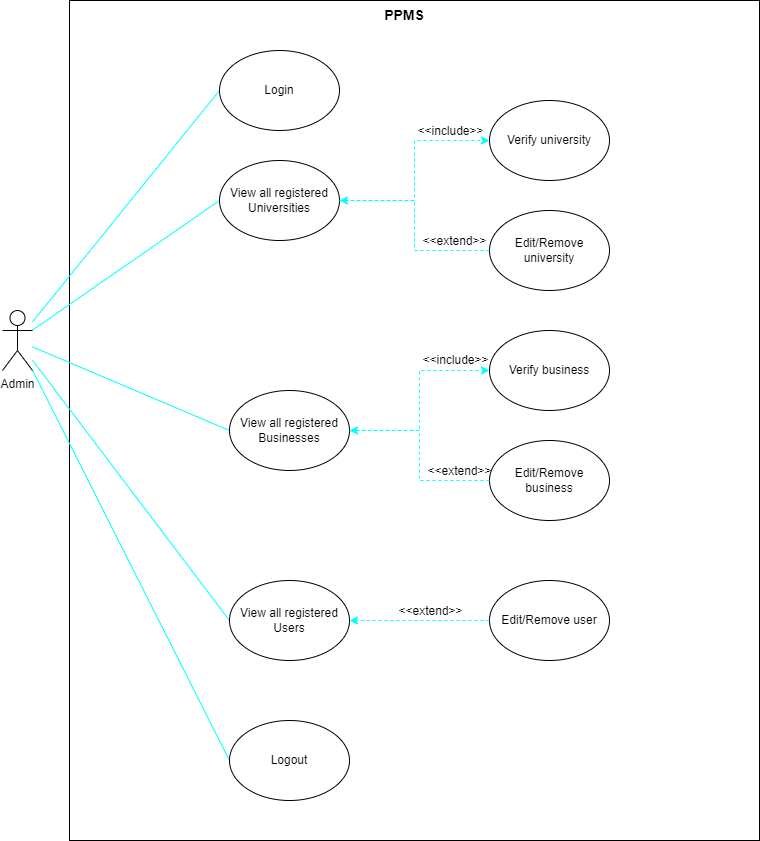 PPMS
Login
<<include>>
Verify university
View all registered
Universities
<<extend>>
Edit/Remove
university
Admin
<<include>>
Verify business
View all registered
Businesses
<<extend>>
Edit/Remove
business
View all registered
Users
<<extend>>
Edit/Remove user
Logout